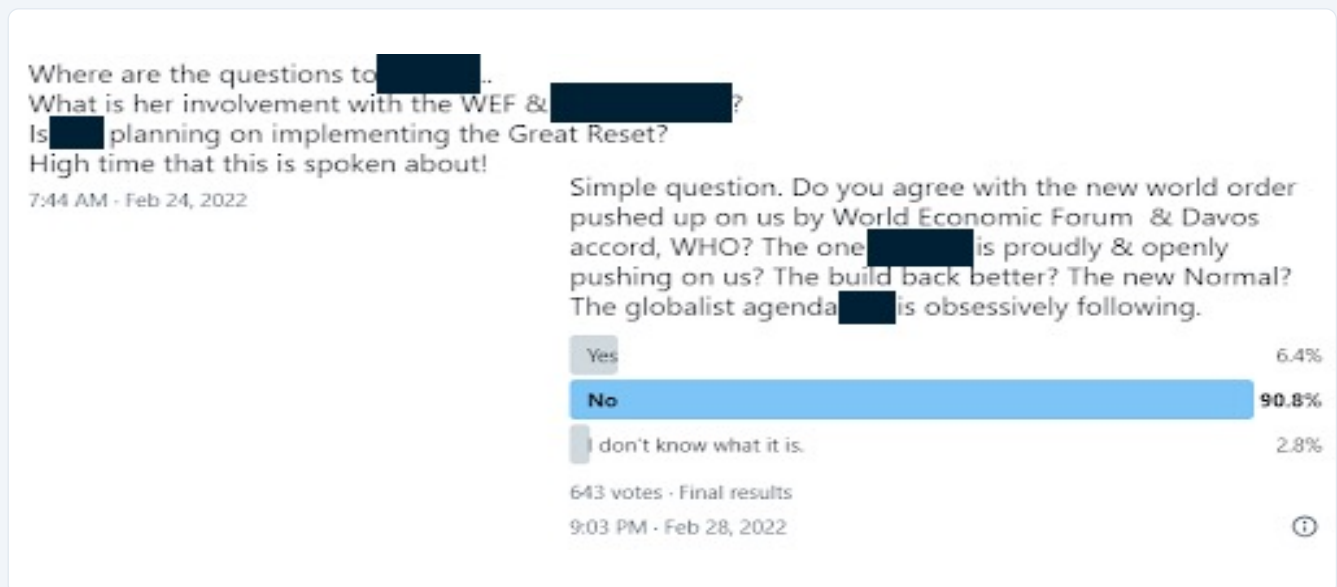 Where are the questions to ..
What is her involvement with the WEF & ?
Is planning on implementing the Great Reset?
High time that this is spoken about!
7:44 AM · Feb 24, 2022
Simple question. Do you agree with the new world order
pushed up on us by World Economic Forum & Davos
accord, WHO? The one is proudly & openly
pushing on us? The build back better? The new Normal?
The globalist agenda is obsessively following.
Yes 6.4%
No 90.8%
I don't know what it is. 2.8%
643 votes · Final results
9:03 PM · Feb 28, 2022